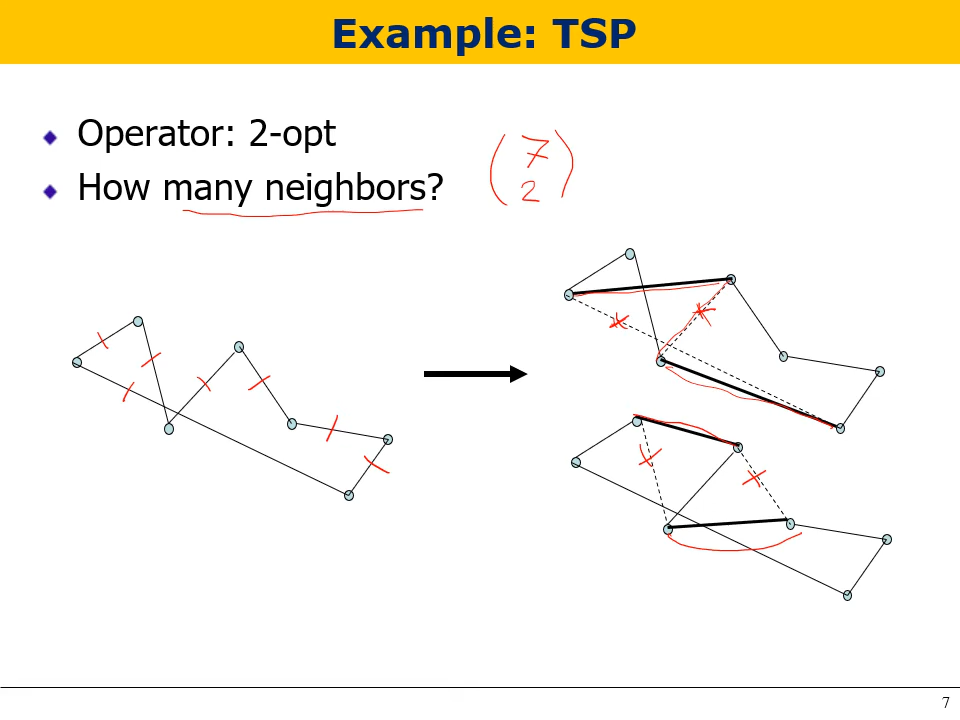 Example: TSP
Operator: 2-opt
How many neighbors?
(7
2)
7